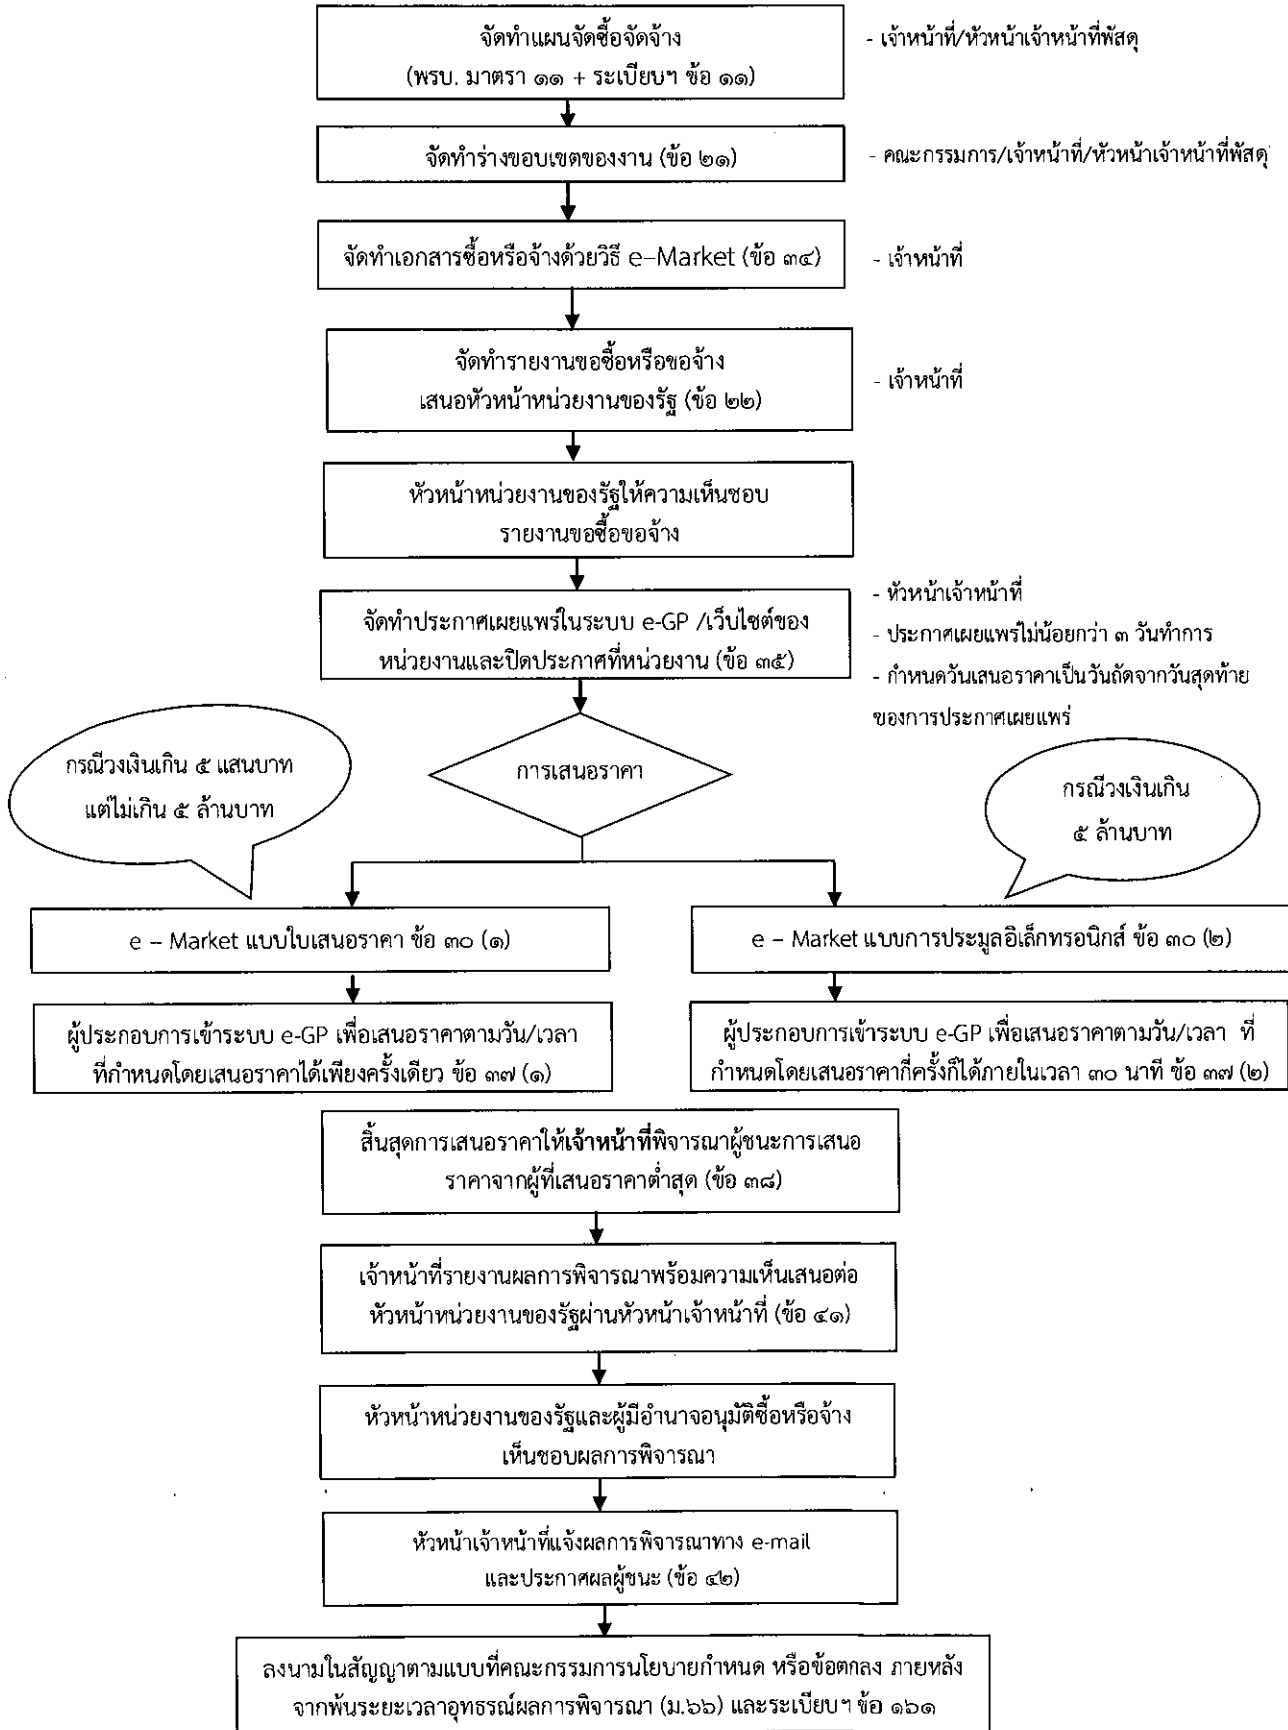 จัดทำแผนจัดซื้อจัดจ้าง
(พรบ. มาตรา ๑๑ + ระเบียบฯ ข้อ ๑๑)
- เจ้าหน้าที่/หัวหน้าเจ้าหน้าที่พัสดุ
จัดทำร่างขอบเขตของงาน (ข้อ ๒๑)
- คณะกรรมการ/เจ้าหน้าที่/หัวหน้าเจ้าหน้าที่พัสดุ
จัดทำเอกสารซื้อหรือจ้างด้วยวิธี e–Market (ข้อ ๓๔)
- เจ้าหน้าที่
จัดทำรายงานขอซื้อหรือขอจ้าง
เสนอหัวหน้าหน่วยงานของรัฐ (ข้อ ๒๒)
- เจ้าหน้าที่
หัวหน้าหน่วยงานของรัฐให้ความเห็นชอบ
รายงานขอซื้อขอจ้าง
จัดทำประกาศเผยแพร่ในระบบ e-GP /เว็บไซต์ของ
หน่วยงานและปิดประกาศที่หน่วยงาน (ข้อ ๓๕)
- หัวหน้าเจ้าหน้าที่
- ประกาศเผยแพร่ไม่น้อยกว่า ๓ วันทำการ
- กำหนดวันเสนอราคาเป็นวันถัดจากวันสุดท้าย
ของการประกาศเผยแพร่
การเสนอราคา
กรณีวงเงินเกิน ๕ แสนบาท
แต่ไม่เกิน ๕ ล้านบาท
กรณีวงเงินเกิน
๕ ล้านบาท
e – Market แบบใบเสนอราคา ข้อ ๓๐ (๑)
e – Market แบบการประมูลอิเล็กทรอนิกส์ ข้อ ๓๐ (๒)
ผู้ประกอบการเข้าระบบ e-GP เพื่อเสนอราคาตามวัน/เวลา
ที่กำหนดโดยเสนอราคาได้เพียงครั้งเดียว ข้อ ๓๗ (๑)
ผู้ประกอบการเข้าระบบ e-GP เพื่อเสนอราคาตามวัน/เวลา ที่
กำหนดโดยเสนอราคากี่ครั้งก็ได้ภายในเวลา ๓๐ นาที ข้อ ๓๗ (๒)
สิ้นสุดการเสนอราคาให้เจ้าหน้าที่พิจารณาผู้ชนะการเสนอ
ราคาจากผู้ที่เสนอราคาต่ำสุด (ข้อ ๓๘)
เจ้าหน้าที่รายงานผลการพิจารณาพร้อมความเห็นเสนอต่อ
หัวหน้าหน่วยงานของรัฐผ่านหัวหน้าเจ้าหน้าที่ (ข้อ ๔๑)
หัวหน้าหน่วยงานของรัฐและผู้มีอำนาจอนุมัติซื้อหรือจ้าง
เห็นชอบผลการพิจารณา
หัวหน้าเจ้าหน้าที่แจ้งผลการพิจารณาทาง e-mail
และประกาศผลผู้ชนะ (ข้อ ๔๒)
ลงนามในสัญญาตามแบบที่คณะกรรมการนโยบายกำหนด หรือข้อตกลง ภายหลัง
จากพ้นระยะเวลาอุทธรณ์ผลการพิจารณา (ม.๖๖) และระเบียบฯ ข้อ ๑๖๑